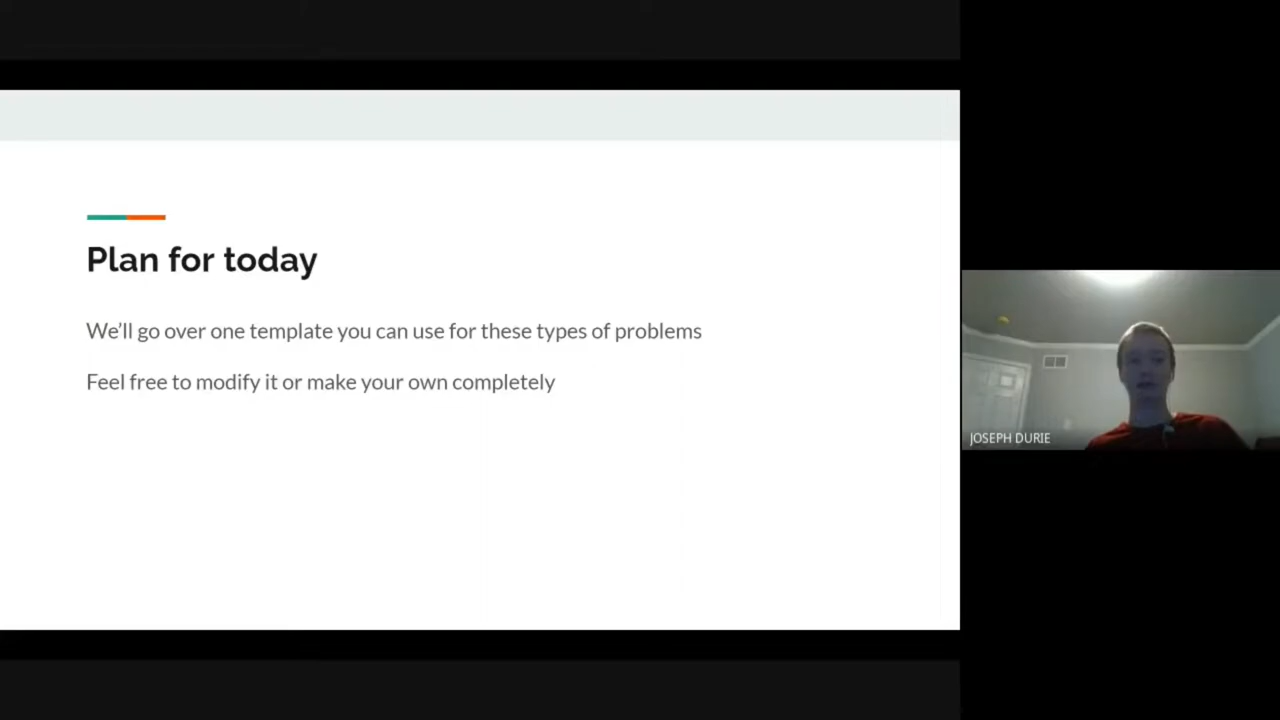 Plan for today
We'll go over one template you can use for these types of problems
Feel free to modify it or make your own completely
JOSEPH DURIE